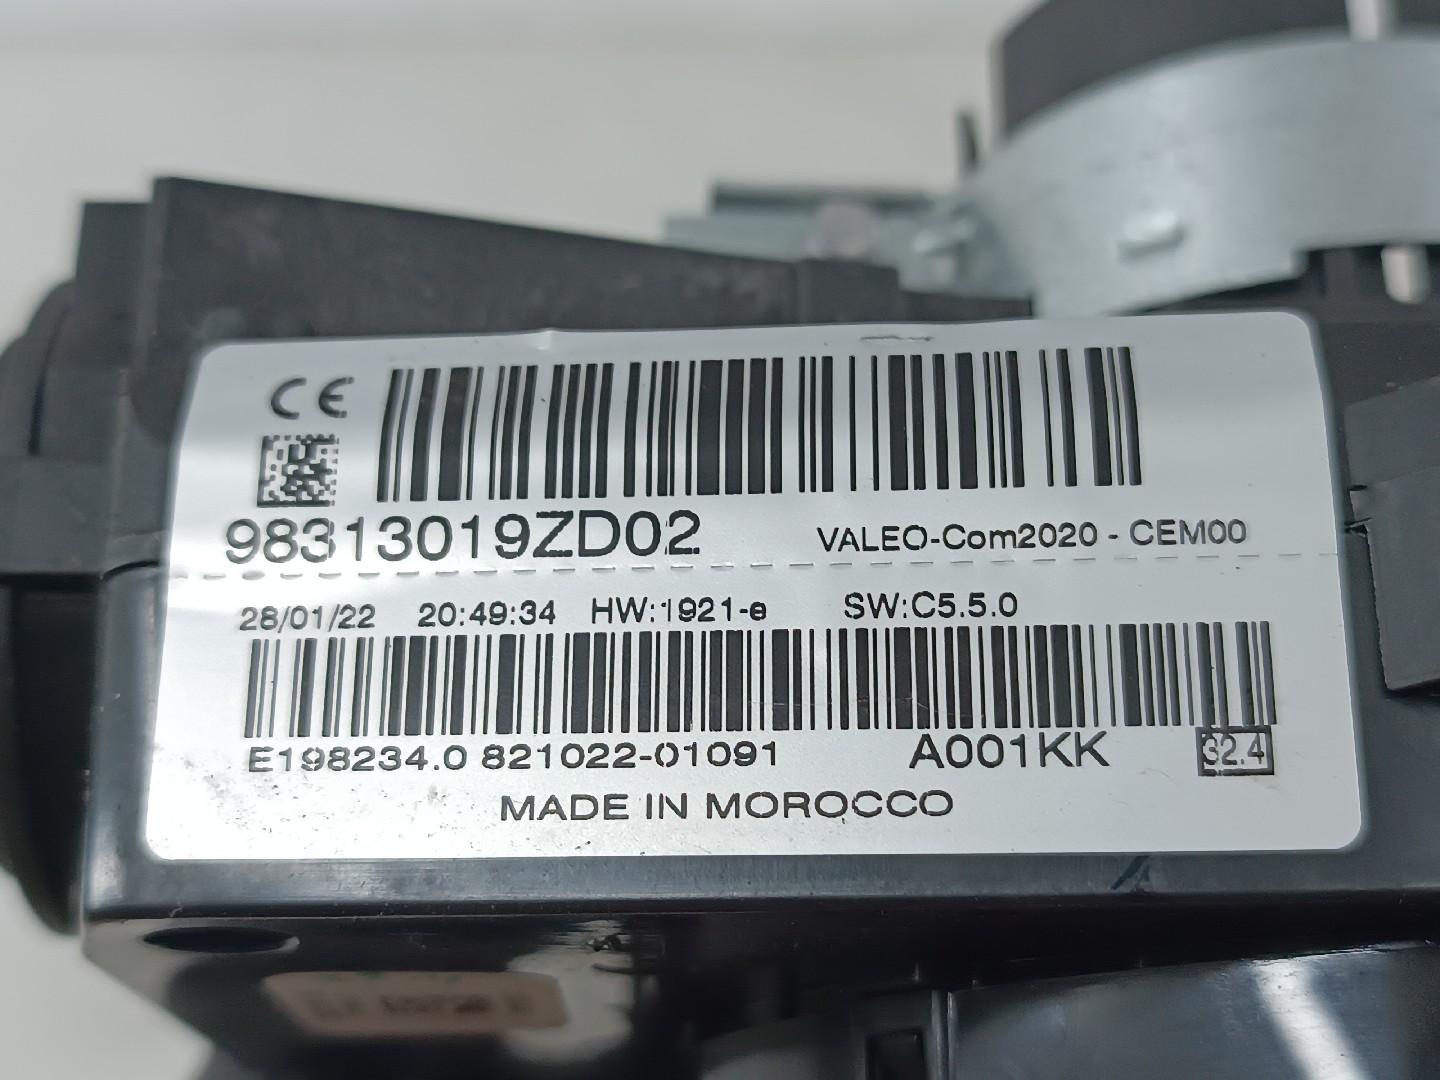 CE
98313019ZD02 VALEO-Com2020 - CEM00
28/01/22 20:49:34 HW:1921-e SW:C5.5.0
E198234.0 821022-01091 A001KK 32.4
MADE IN MOROCCO